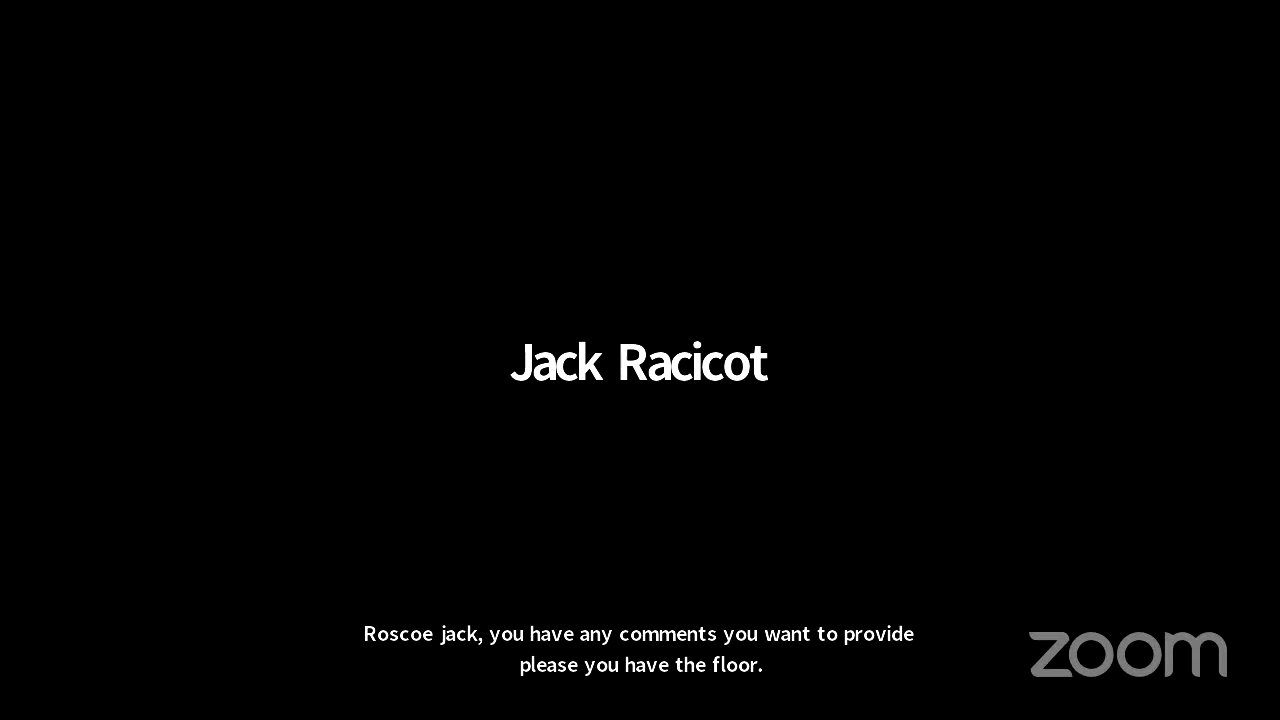 Jack Racicot
Roscoe jack, you have any comments you want to provide
please you have the floor.
zoom